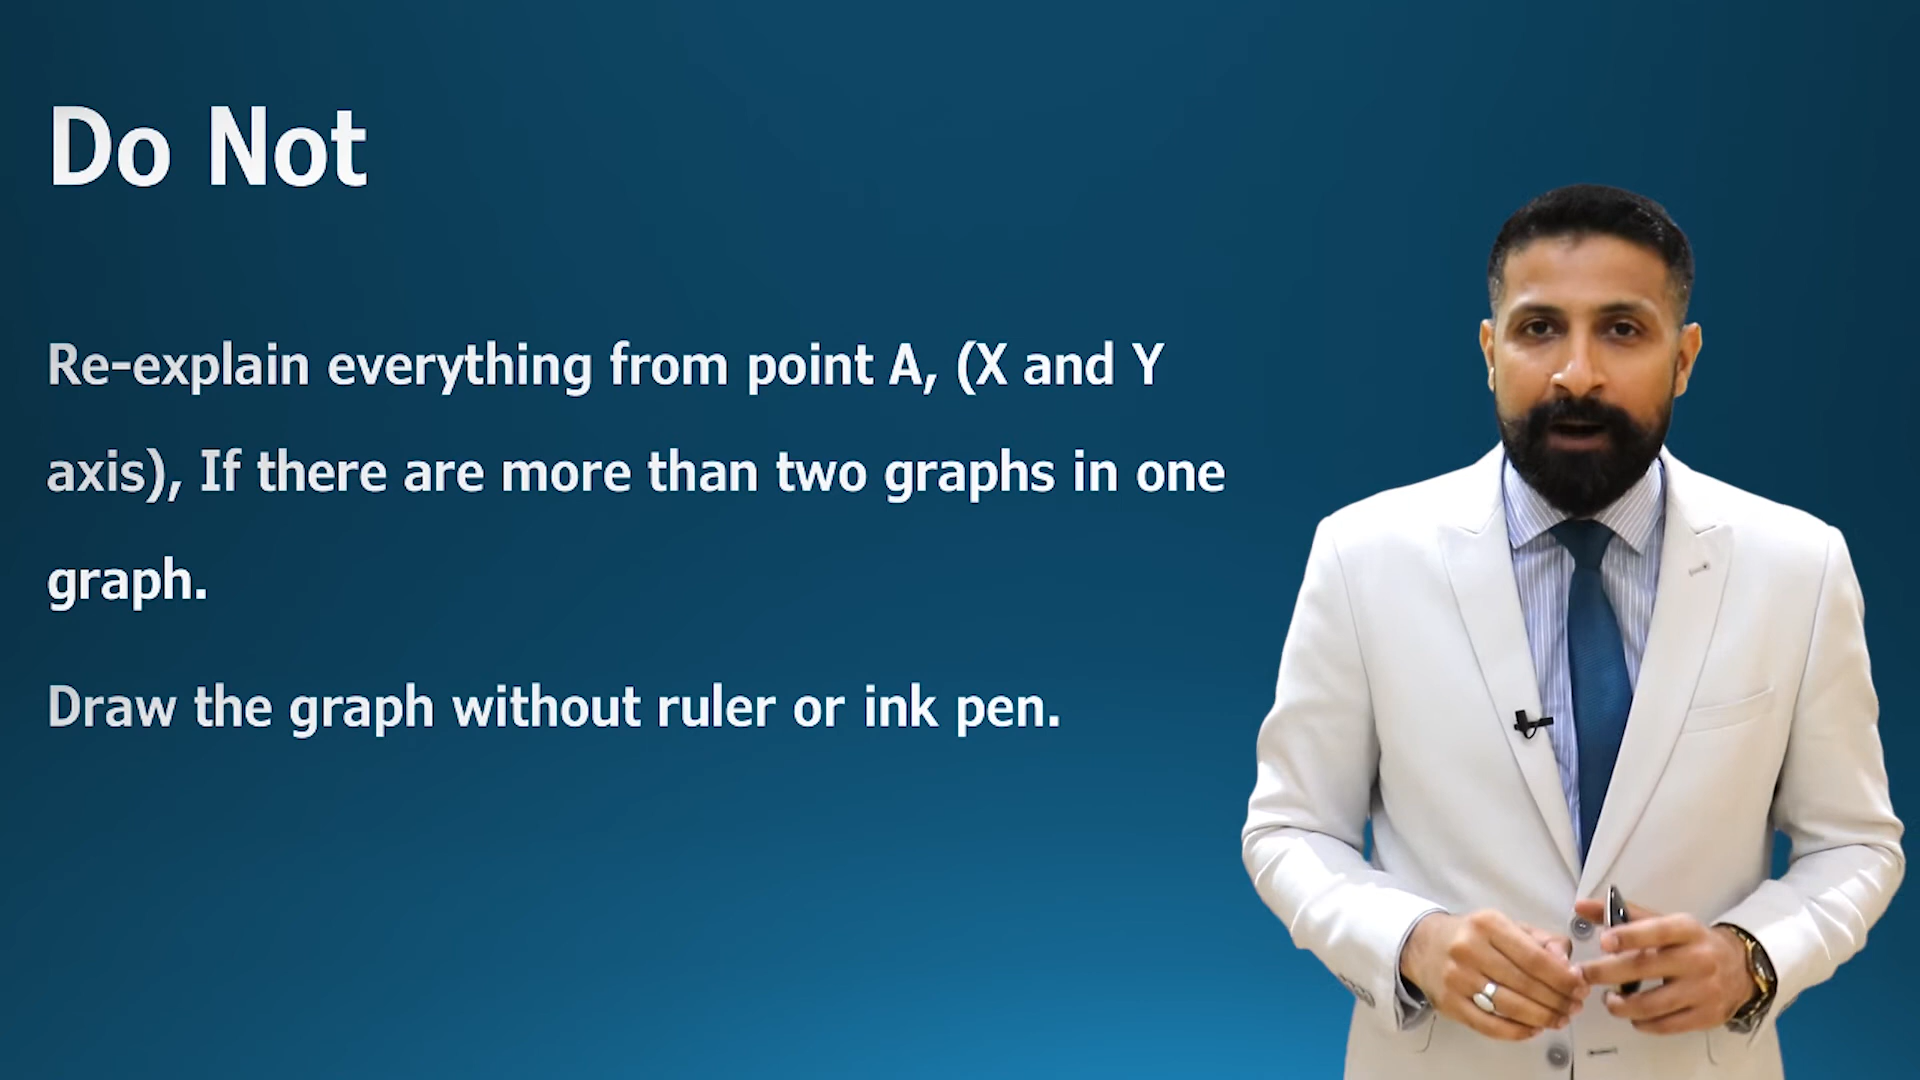 Do Not
Re-explain everything from point A, (X and Y
axis), If there are more than two graphs in one
graph.
Draw the graph without ruler or ink pen.